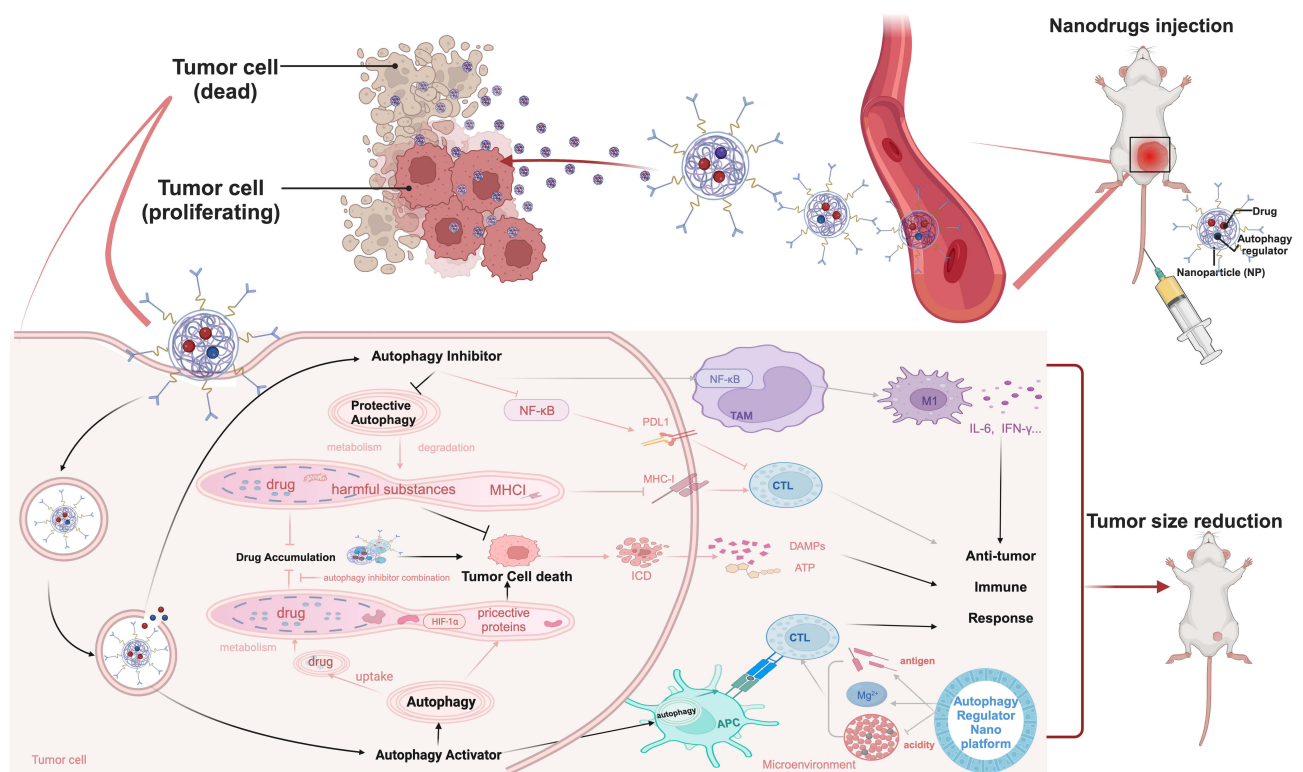 Nanodrugs injection
Tumor cell
(dead)
Tumor cell
(proliferating)
Drug
Autophagy
regulator
Nanoparticle (NP)
Autophagy Inhibitor
Protective
Autophagy
NF-κB
NF-κB
TAM
M1
IL-6, IFN-γ...
PDL1
metabolism
degradation
drug
harmful substances
MHCI
MHC-I
CTL
Tumor size reduction
Drug Accumulation
Tumor Cell death
ICD
DAMPs
ATP
Anti-tumor
Immune
Response
autophagy inhibitor combination
drug
HIF-1α
pricective
proteins
metabolism
drug
uptake
Autophagy
CTL
antigen
Mg²⁺
acidity
autophagy
APC
Autophagy
Regulator
Nano
platform
Autophagy Activator
Tumor cell
Microenvironment